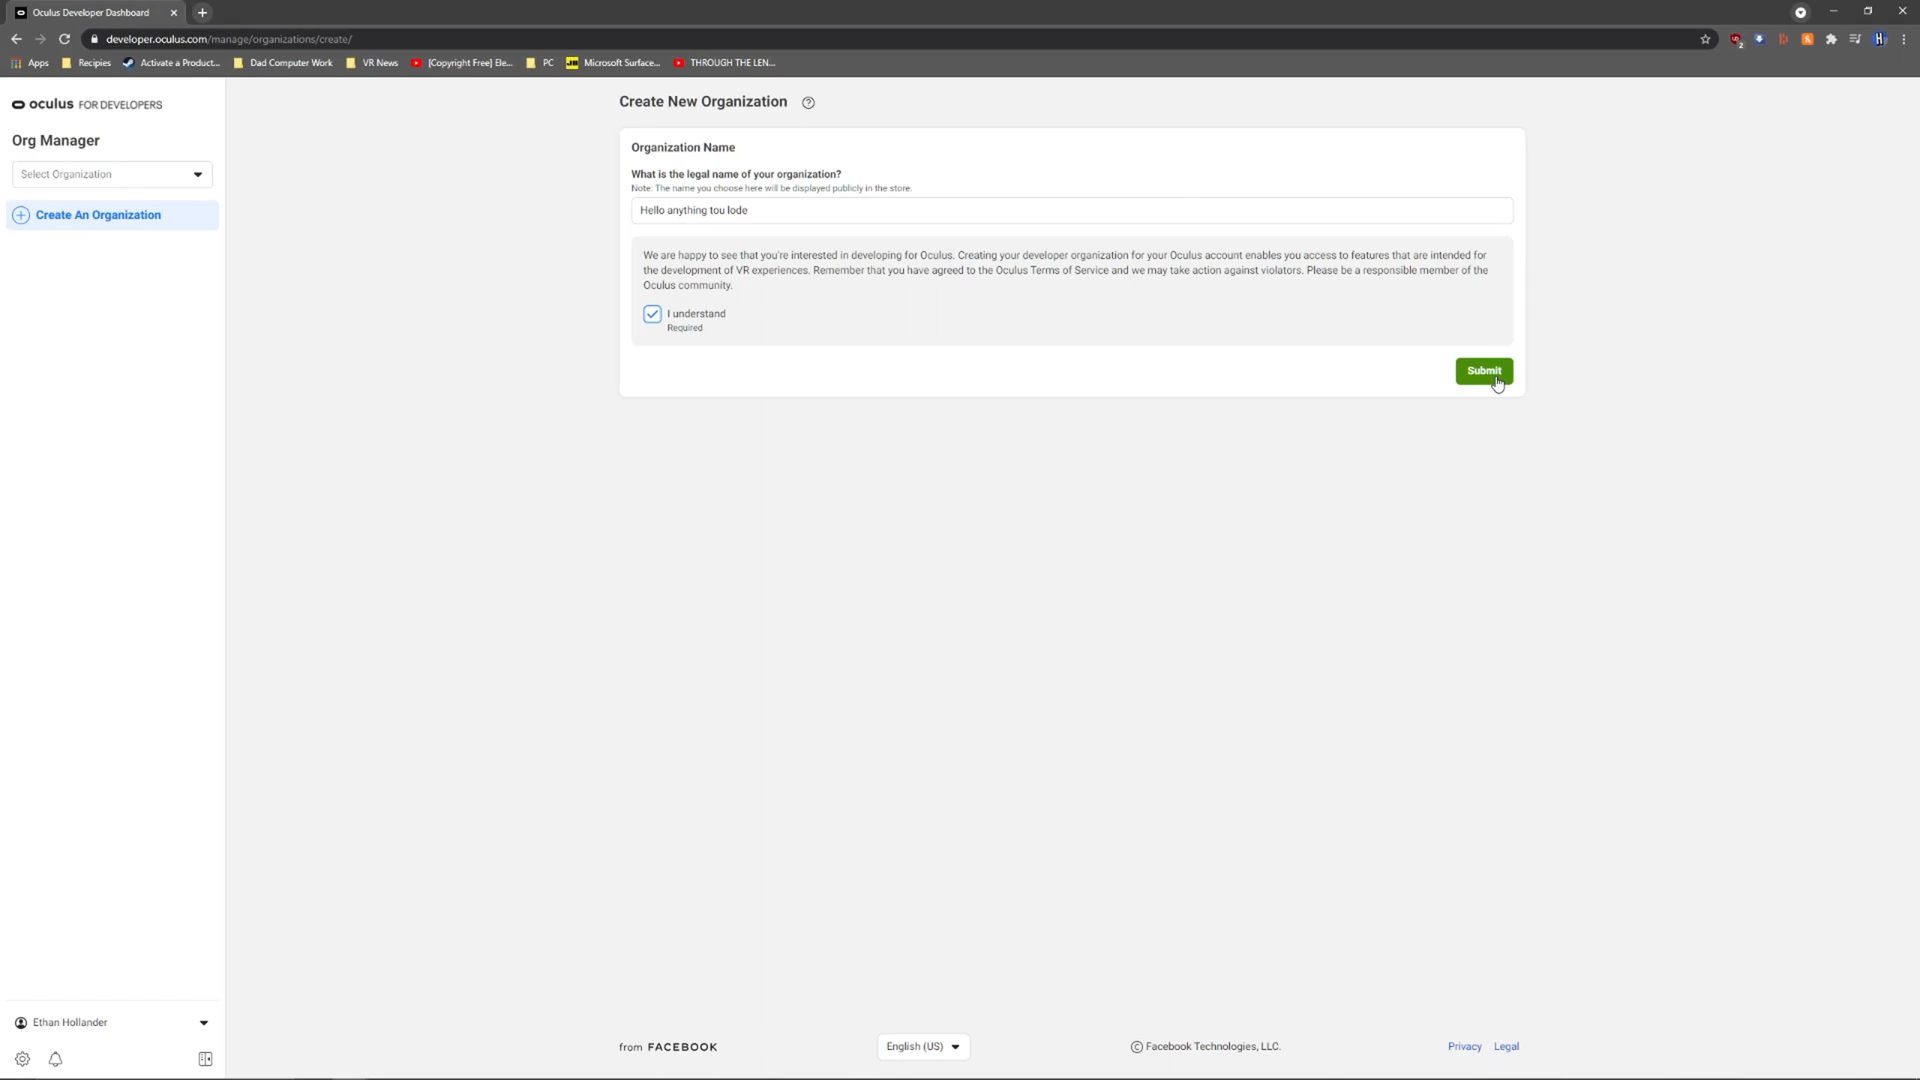 Oculus Developer Dashboard
developer.oculus.com/manage/organizations/create/
Apps Recipies Activate a Product... Dad Computer Work VR News [Copyright Free] Ele... PC Microsoft Surface... THROUGH THE LEN...
oculus FOR DEVELOPERS
Org Manager
Select Organization
Create An Organization
Create New Organization
Organization Name
What is the legal name of your organization?
Note: The name you choose here will be displayed publicly in the store.
Hello anything tou lode
We are happy to see that you're interested in developing for Oculus. Creating your developer organization for your Oculus account enables you access to features that are intended for
the development of VR experiences. Remember that you have agreed to the Oculus Terms of Service and we may take action against violators. Please be a responsible member of the
Oculus community.
I understand
Required
Submit
Ethan Hollander
from FACEBOOK
English (US)
© Facebook Technologies, LLC.
Privacy Legal